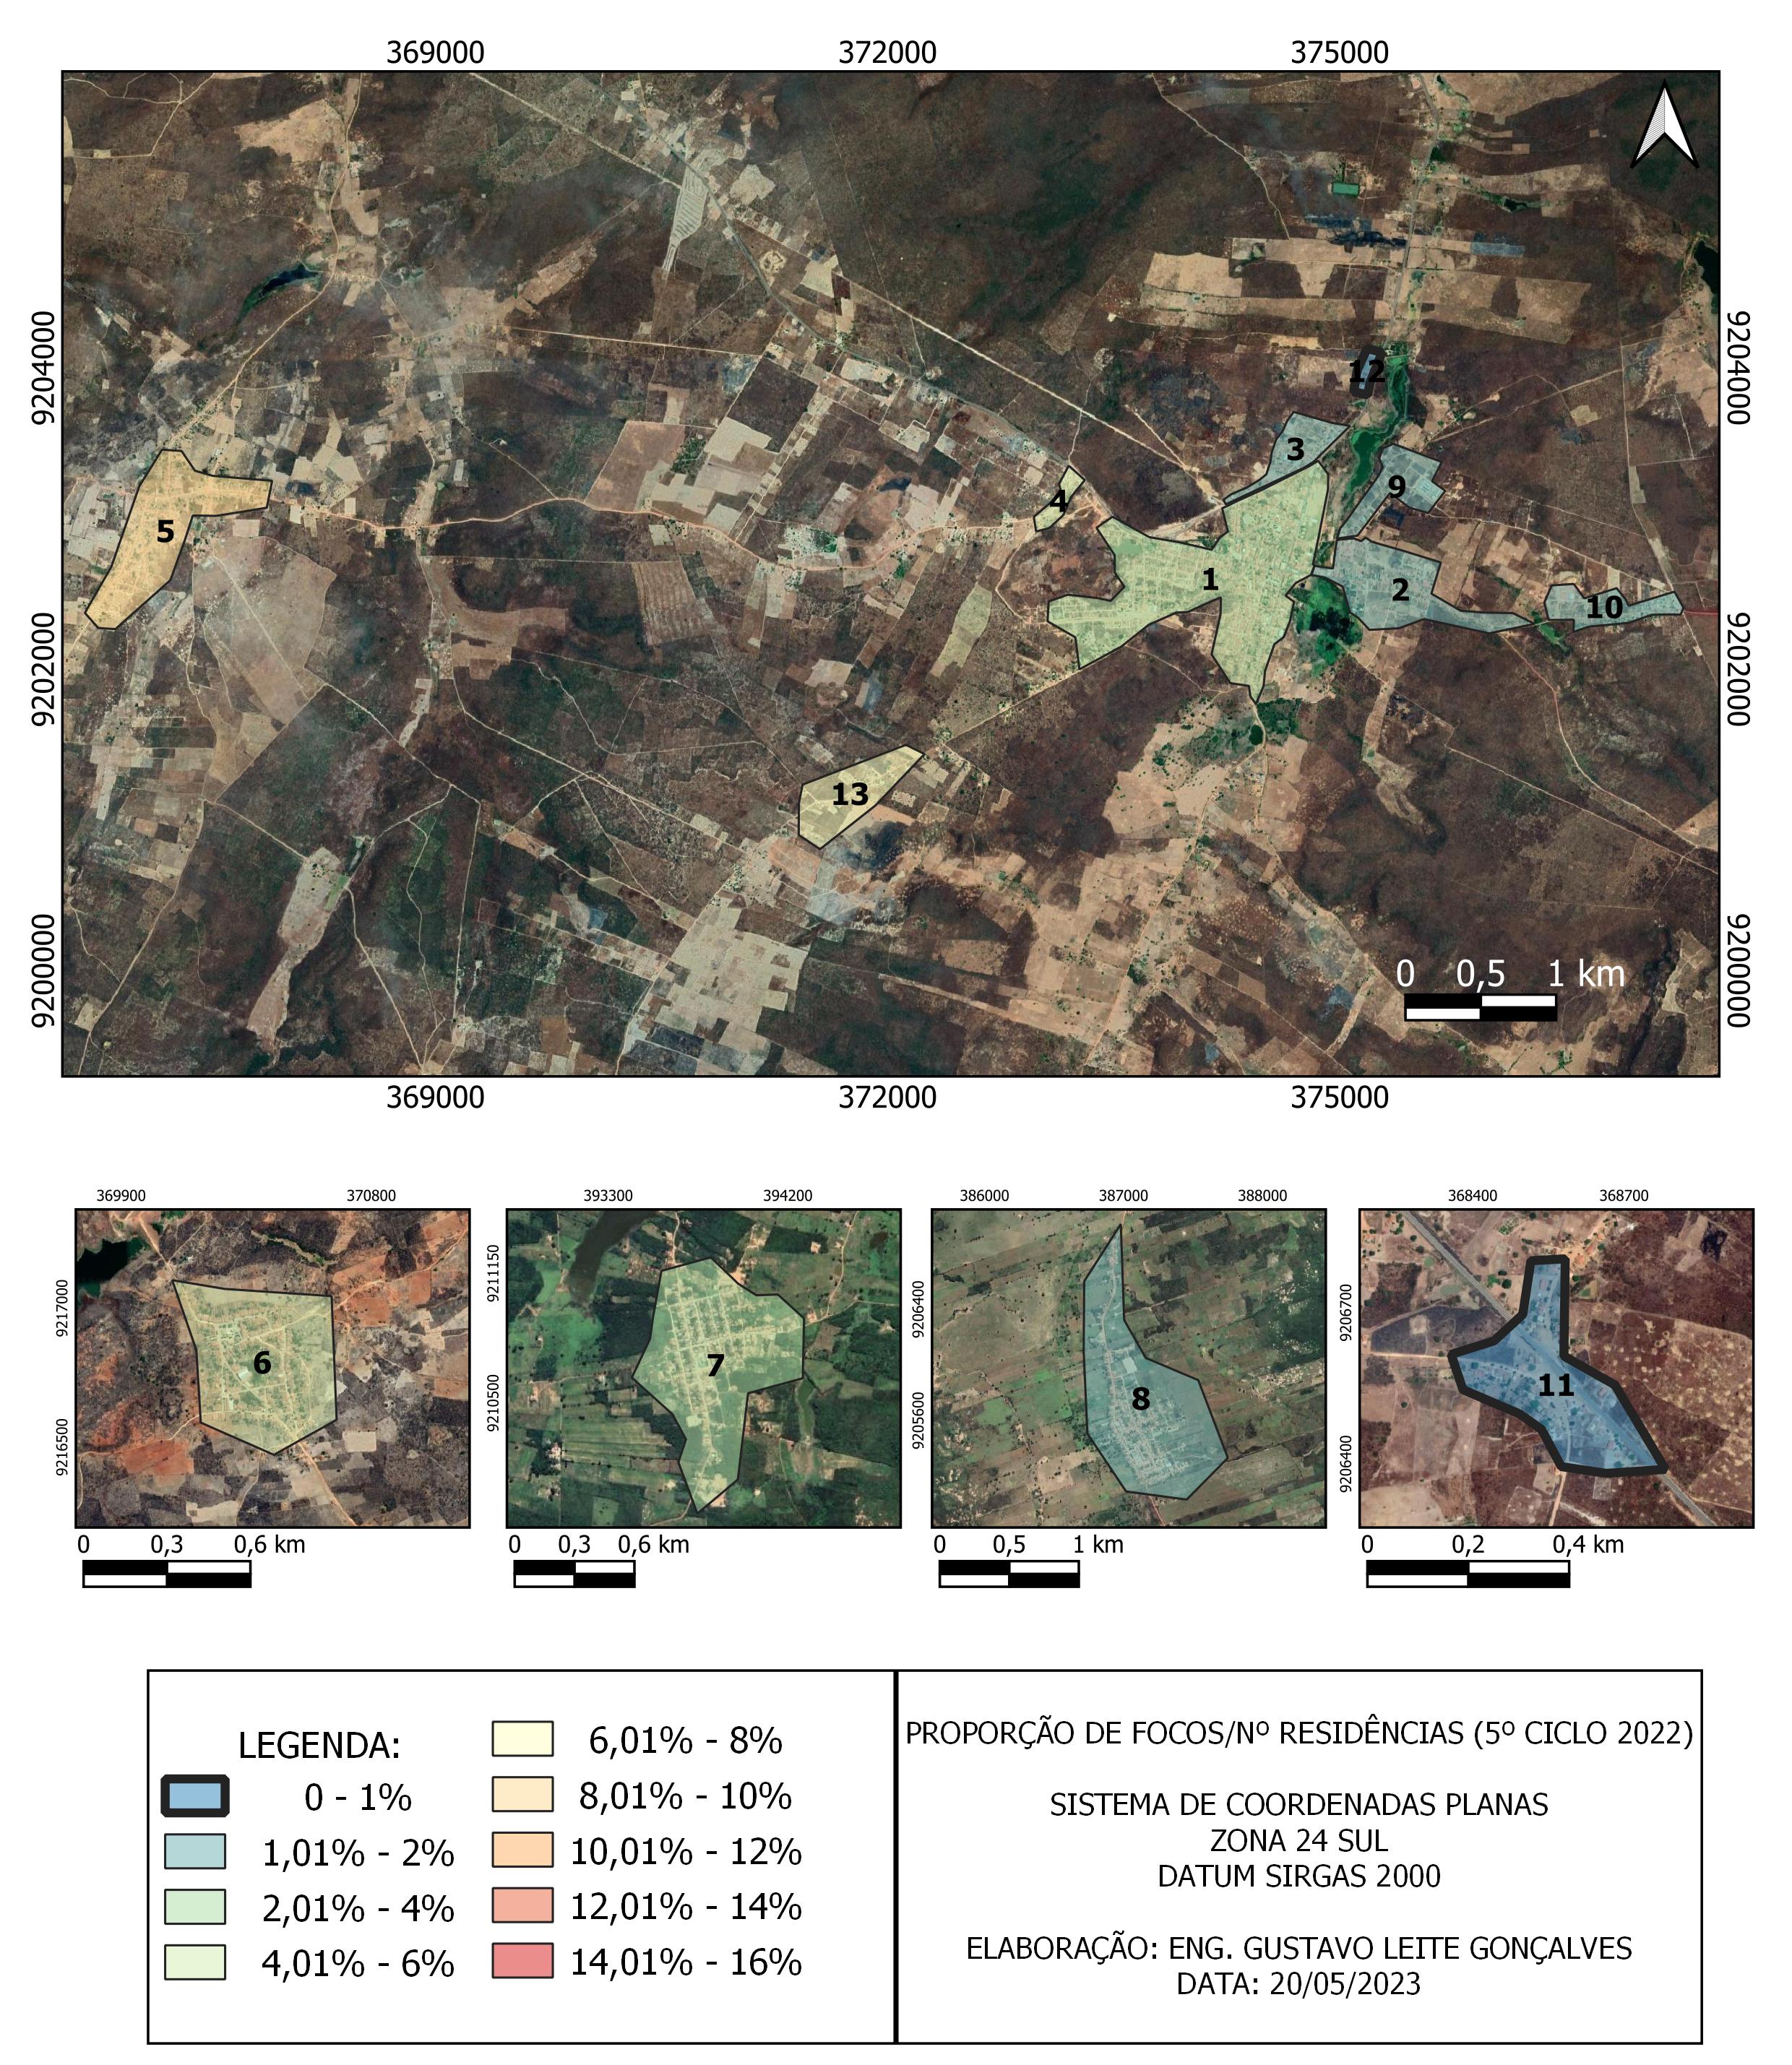 369000 372000 375000
9204000 9204000
9202000 9202000
9200000 9200000
12
3
9
4
5
1
2
10
13
0 0,5 1 km
369000 372000 375000
369900 370800
9217000
9216500
6
0 0,3 0,6 km
393300 394200
9211150
9210500
7
0 0,3 0,6 km
386000 387000 388000
9206400
9205600
8
0 0,5 1 km
368400 368700
9206700
9206400
11
0 0,2 0,4 km
LEGENDA:
0 - 1%
1,01% - 2%
2,01% - 4%
4,01% - 6%
6,01% - 8%
8,01% - 10%
10,01% - 12%
12,01% - 14%
14,01% - 16%
PROPORÇÃO DE FOCOS/Nº RESIDÊNCIAS (5º CICLO 2022)
SISTEMA DE COORDENADAS PLANAS
ZONA 24 SUL
DATUM SIRGAS 2000
ELABORAÇÃO: ENG. GUSTAVO LEITE GONÇALVES
DATA: 20/05/2023